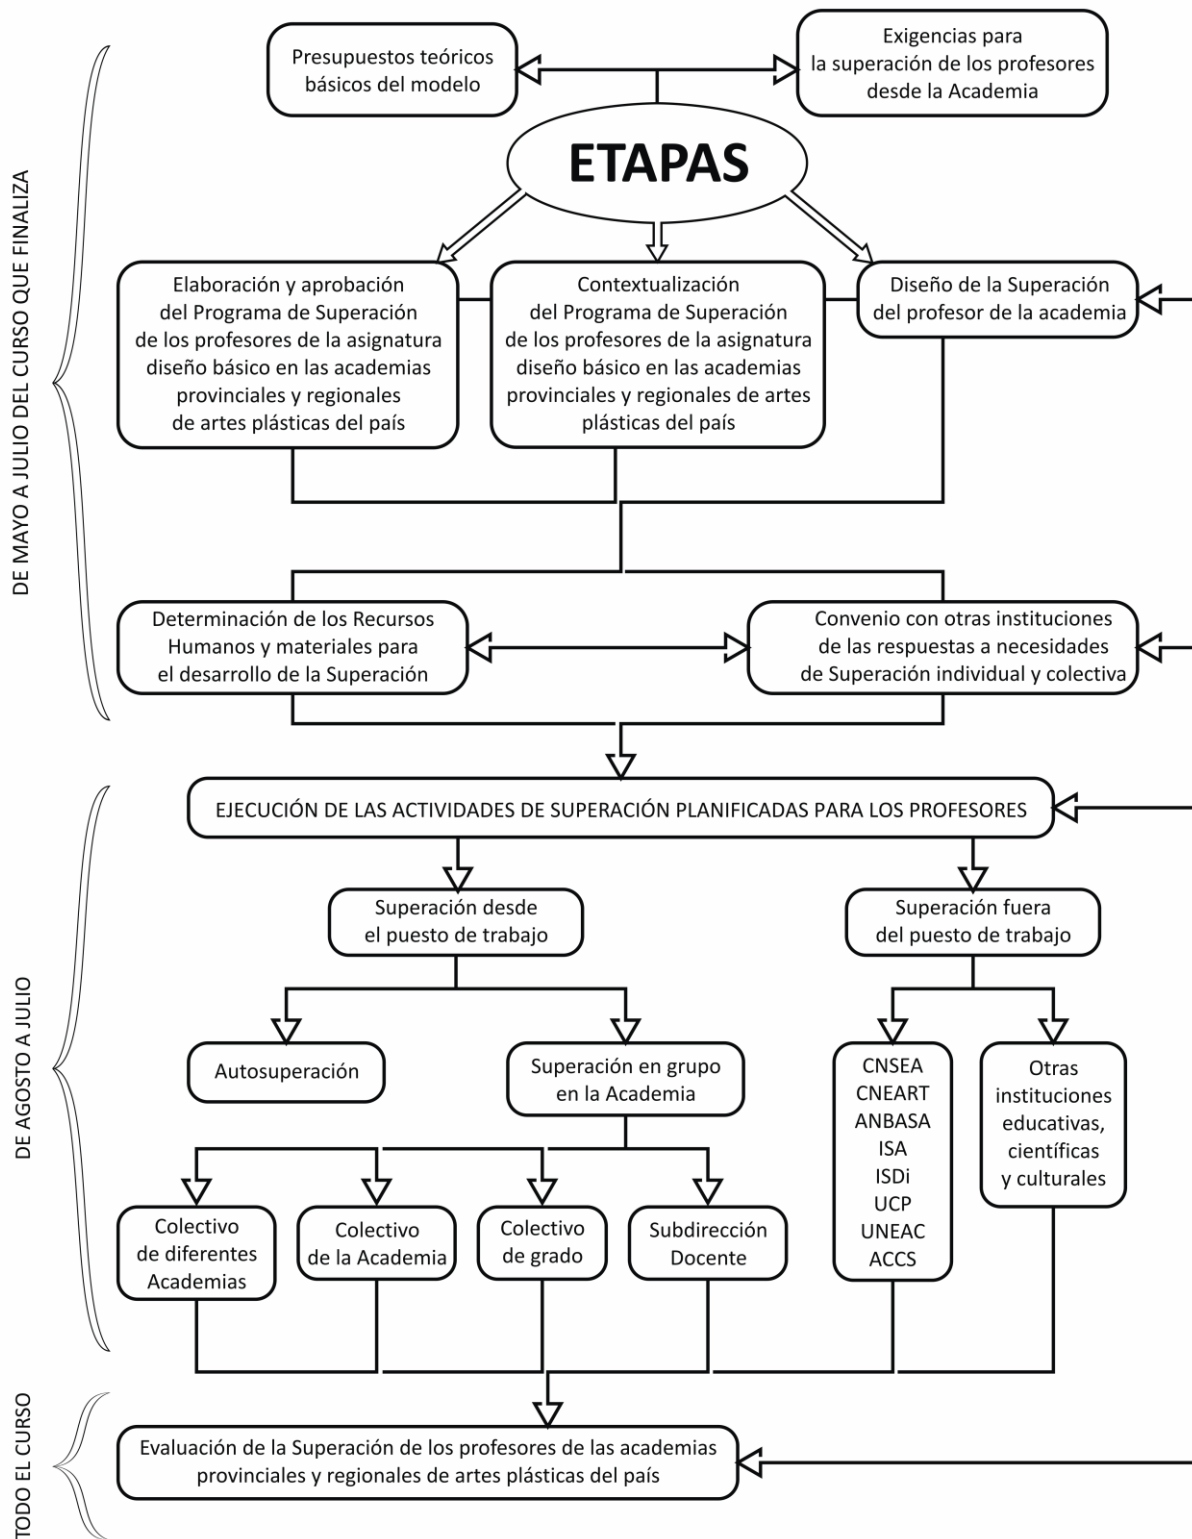 Presupuestos teóricos
básicos del modelo
Exigencias para
la superación de los profesores
desde la Academia
ETAPAS
DE MAYO A JULIO DEL CURSO QUE FINALIZA
Elaboración y aprobación
del Programa de Superación
de los profesores de la asignatura
diseño básico en las academias
provinciales y regionales
de artes plásticas del país
Contextualización
del Programa de Superación
de los profesores de la asignatura
diseño básico en las academias
provinciales y regionales de artes
plásticas del país
Diseño de la Superación
del profesor de la academia
Determinación de los Recursos
Humanos y materiales para
el desarrollo de la Superación
Convenio con otras instituciones
de las respuestas a necesidades
de Superación individual y colectiva
DE AGOSTO A JULIO
EJECUCIÓN DE LAS ACTIVIDADES DE SUPERACIÓN PLANIFICADAS PARA LOS PROFESORES
Superación desde
el puesto de trabajo
Superación fuera
del puesto de trabajo
Autosuperación
Superación en grupo
en la Academia
CNSEA
CNEART
ANBASA
ISA
ISDi
UCP
UNEAC
ACCS
Otras
instituciones
educativas,
científicas
y culturales
Colectivo
de diferentes
Academias
Colectivo
de la Academia
Colectivo
de grado
Subdirección
Docente
TODO EL CURSO
Evaluación de la Superación de los profesores de las academias
provinciales y regionales de artes plásticas del país